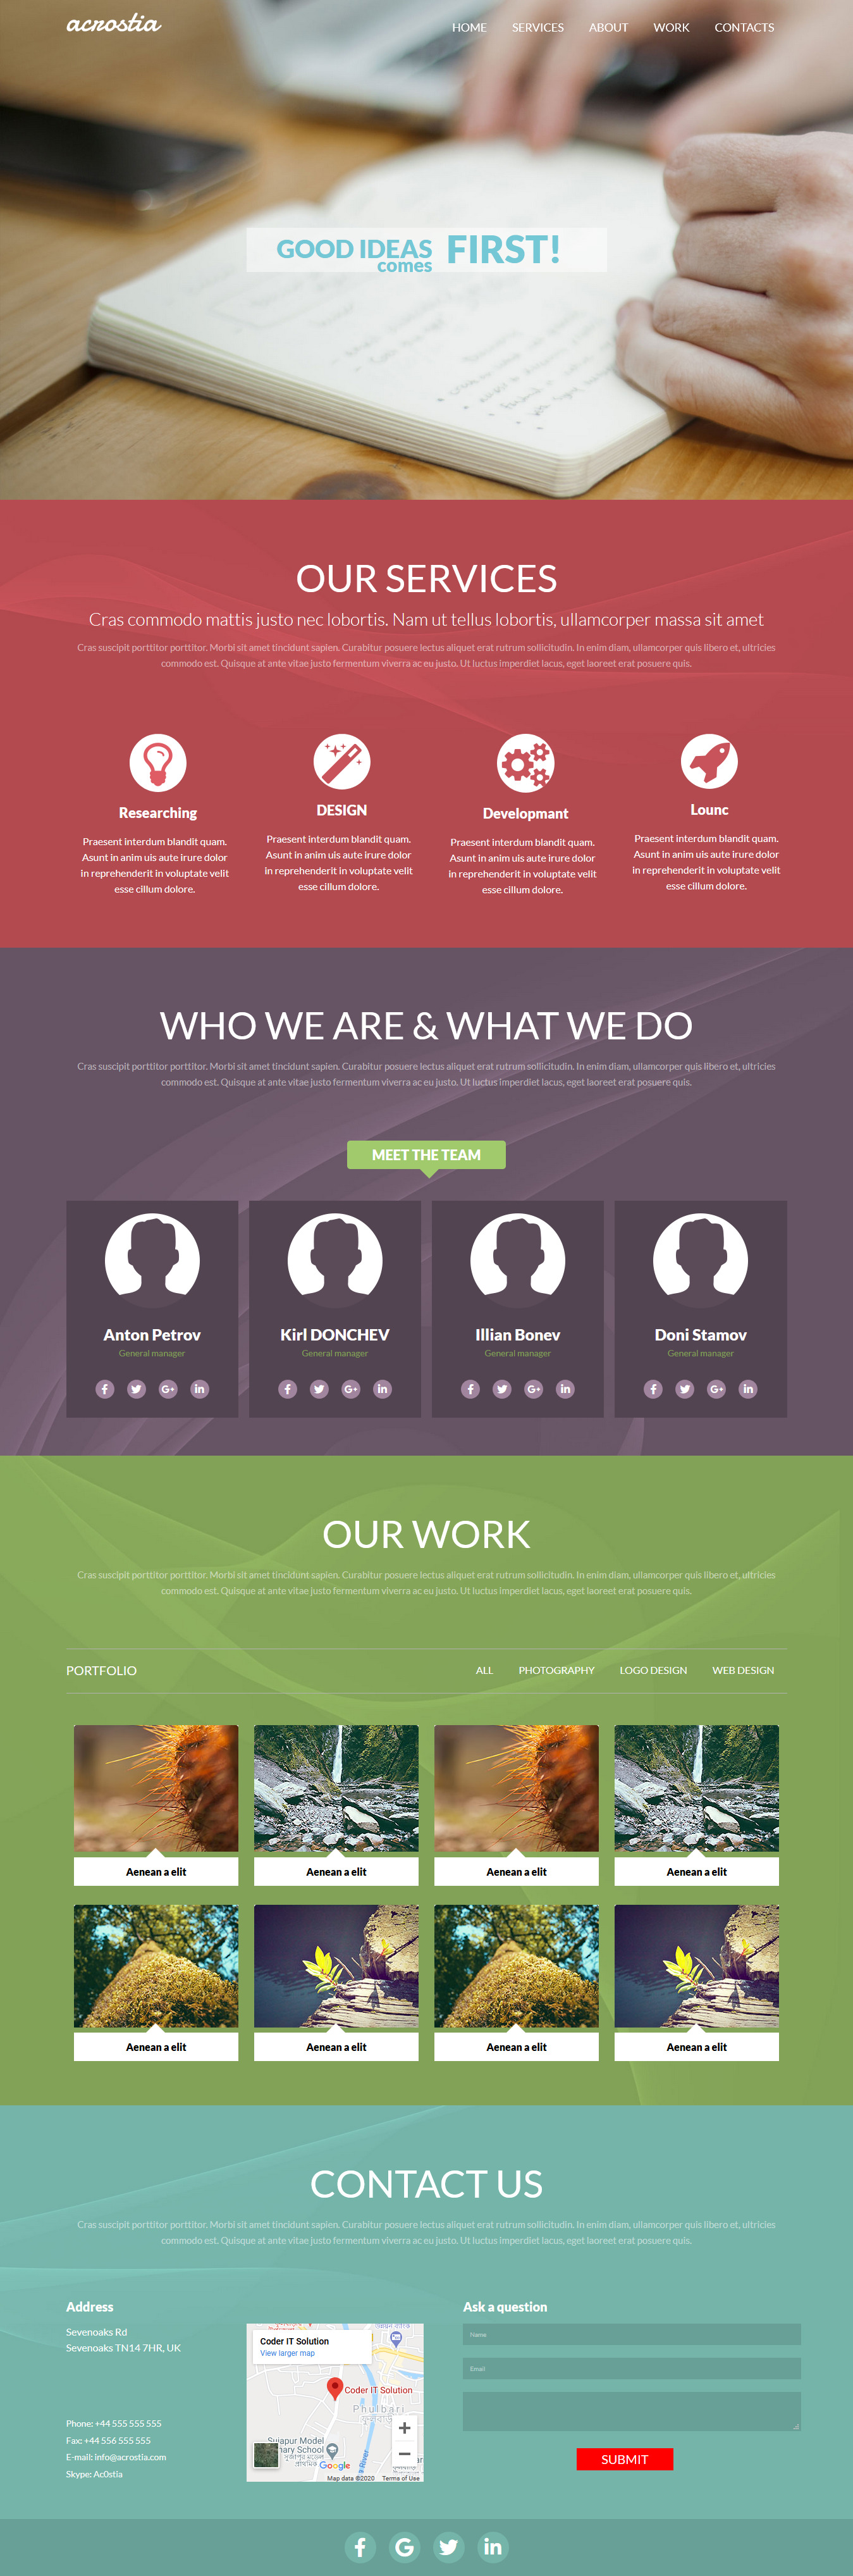 acrostia
HOME SERVICES ABOUT WORK CONTACTS
GOOD IDEAS FIRST!
comes
OUR SERVICES
Cras commodo mattis justo nec lobortis. Nam ut tellus lobortis, ullamcorper massa sit amet
Cras suscipit porttitor porttitor. Morbi sit amet tincidunt sapien. Curabitur posuere lectus aliquet erat rutrum sollicitudin. In enim diam, ullamcorper quis libero et, ultricies
commodo est. Quisque at ante vitae justo fermentum viverra ac eu justo. Ut luctus imperdiet lacus, eget laoreet erat posuere quis.
Researching
Praesent interdum blandit quam.
Asunt in anim uis aute irure dolor
in reprehenderit in voluptate velit
esse cillum dolore.
DESIGN
Praesent interdum blandit quam.
Asunt in anim uis aute irure dolor
in reprehenderit in voluptate velit
esse cillum dolore.
Developmant
Praesent interdum blandit quam.
Asunt in anim uis aute irure dolor
in reprehenderit in voluptate velit
esse cillum dolore.
Lounc
Praesent interdum blandit quam.
Asunt in anim uis aute irure dolor
in reprehenderit in voluptate velit
esse cillum dolore.
WHO WE ARE & WHAT WE DO
Cras suscipit porttitor porttitor. Morbi sit amet tincidunt sapien. Curabitur posuere lectus aliquet erat rutrum sollicitudin. In enim diam, ullamcorper quis libero et, ultricies
commodo est. Quisque at ante vitae justo fermentum viverra ac eu justo. Ut luctus imperdiet lacus, eget laoreet erat posuere quis.
MEET THE TEAM
Anton Petrov
General manager
Kirl DONCHEV
General manager
Illian Bonev
General manager
Doni Stamov
General manager
OUR WORK
Cras suscipit porttitor porttitor. Morbi sit amet tincidunt sapien. Curabitur posuere lectus aliquet erat rutrum sollicitudin. In enim diam, ullamcorper quis libero et, ultricies
commodo est. Quisque at ante vitae justo fermentum viverra ac eu justo. Ut luctus imperdiet lacus, eget laoreet erat posuere quis.
PORTFOLIO ALL PHOTOGRAPHY LOGO DESIGN WEB DESIGN
Aenean a elit Aenean a elit Aenean a elit Aenean a elit
Aenean a elit Aenean a elit Aenean a elit Aenean a elit
CONTACT US
Cras suscipit porttitor porttitor. Morbi sit amet tincidunt sapien. Curabitur posuere lectus aliquet erat rutrum sollicitudin. In enim diam, ullamcorper quis libero et, ultricies
commodo est. Quisque at ante vitae justo fermentum viverra ac eu justo. Ut luctus imperdiet lacus, eget laoreet erat posuere quis.
Address
Sevenoaks Rd
Sevenoaks TN14 7HR, UK
Phone: +44 555 555 555
Fax: +44 556 555 555
E-mail: info@acrostia.com
Skype: Ac0stia
Coder IT Solution
View larger map
Coder IT Solution
Phulbari
Sujapur Model
ary School
River
Google
Map data ©2020 Terms of Use
Ask a question
Name
Email
SUBMIT